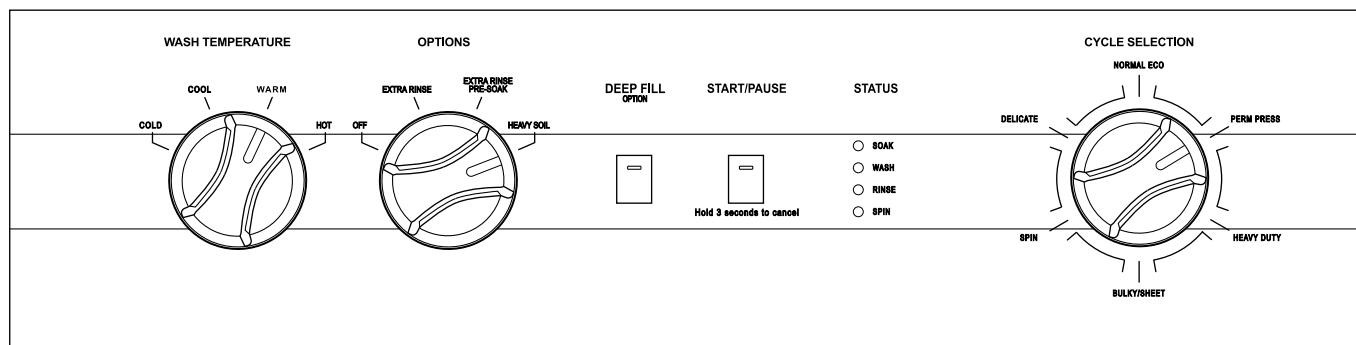 WASH TEMPERATURE
COLD
COOL
WARM
HOT
OPTIONS
OFF
EXTRA RINSE
EXTRA RINSE
PRE-SOAK
HEAVY SOIL
DEEP FILL
OPTION
START/PAUSE
Hold 3 seconds to cancel
STATUS
SOAK
WASH
RINSE
SPIN
CYCLE SELECTION
NORMAL ECO
DELICATE
PERM PRESS
SPIN
HEAVY DUTY
BULKY/SHEET